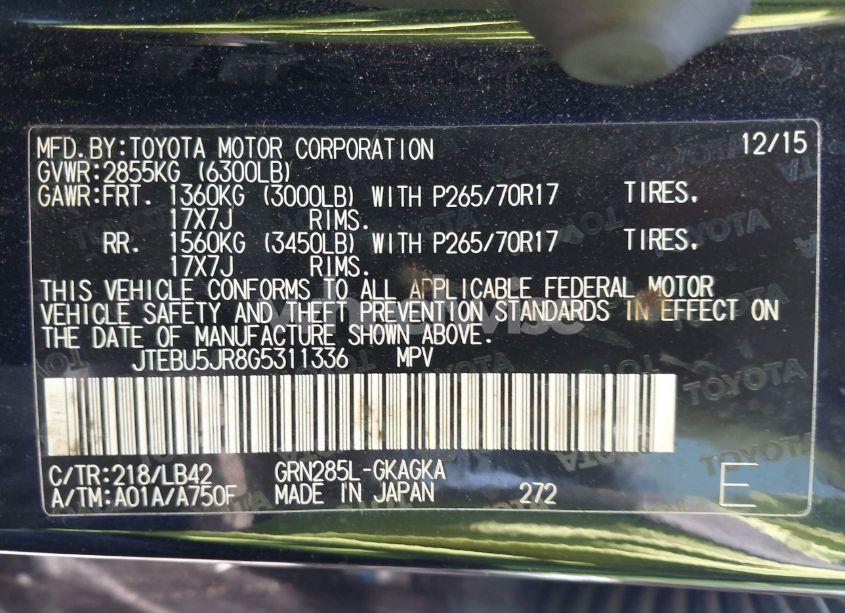 MFD.BY:TOYOTA MOTOR CORPORATION 12/15
GVWR:2855KG (6300LB)
GAWR:FRT. 1360KG (3000LB) WITH P265/70R17 TIRES.
17X7J RIMS.
RR. 1560KG (3450LB) WITH P265/70R17 TIRES.
17X7J RIMS.
THIS VEHICLE CONFORMS TO ALL APPLICABLE FEDERAL MOTOR
VEHICLE SAFETY AND THEFT PREVENTION STANDARDS IN EFFECT ON
THE DATE OF MANUFACTURE SHOWN ABOVE.
JTEBU5JR8G5311336 MPV
C/TR:218/LB42 GRN285L-GKAGKA
A/TM:A01A/A750F MADE IN JAPAN 272 E